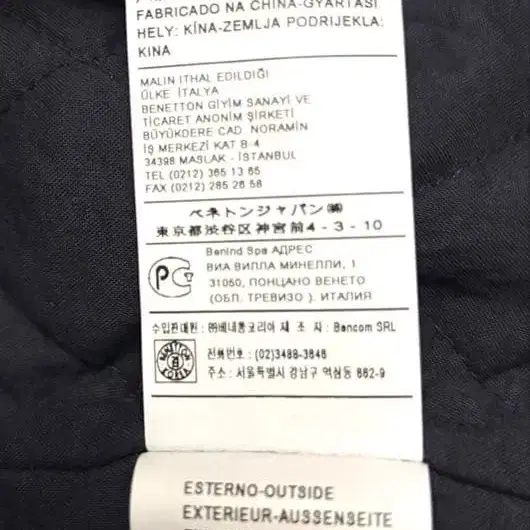 FABRICADO NA CHINA-GYARTASI
HELY: KÍNA-ZEMLJA PODRIJEKLA:
KINA
MALIN ITHAL EDILDIĞI
ÜLKE İTALYA
BENETTON GİYİM SANAYİ VE
TİCARET ANONİM ŞİRKETİ
BÜYÜKDERE CAD. NORAMİN
İŞ MERKEZİ KAT B-4
34398 MASLAK - İSTANBUL
TEL (0212) 365 13 65
FAX (0212) 285 26 58
ベネトンジャパン㈱
東京都渋谷区神宮前4-3-10
Benind Spa АДРЕС
ВИА ВИЛЛА МИНЕЛЛИ, 1
31050, ПОНЦАНО ВЕНЕТО
(ОБЛ. ТРЕВИЗО ). ИТАЛИЯ
수입판매원 : ㈜베네통코리아 제 조 자 : Bencom SRL
BENETTON
KOREA
전화번호 : (02)3488-3646
주소 : 서울특별시 강남구 역삼동 682-9
ESTERNO-OUTSIDE
EXTERIEUR-AUSSENSEITE